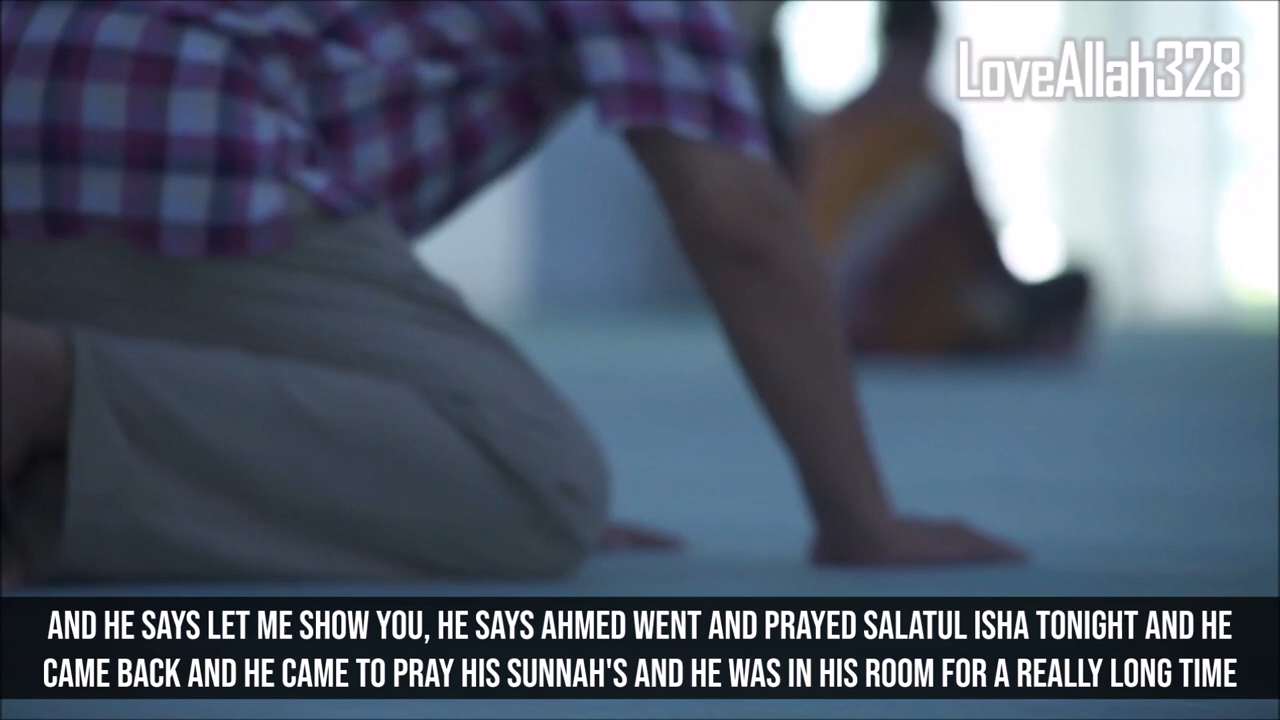 LoveAllah328
AND HE SAYS LET ME SHOW YOU, HE SAYS AHMED WENT AND PRAYED SALATUL ISHA TONIGHT AND HE
CAME BACK AND HE CAME TO PRAY HIS SUNNAH'S AND HE WAS IN HIS ROOM FOR A REALLY LONG TIME